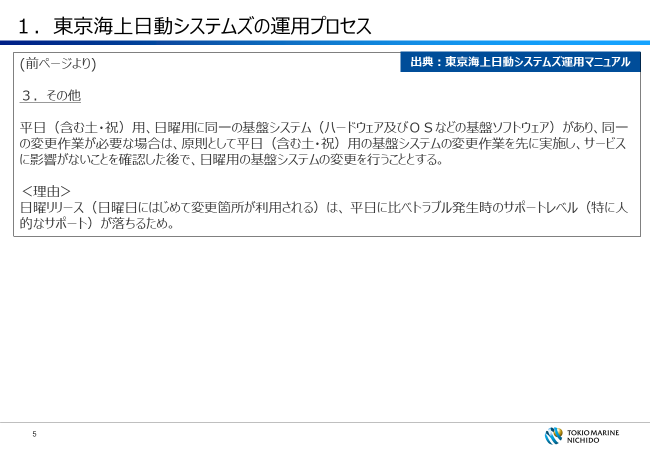 １．東京海上日動システムズの運用プロセス
(前ページより)
出典：東京海上日動システムズ運用マニュアル
３．その他
平日（含む土・祝）用、日曜用に同一の基盤システム（ハードウェア及びＯＳなどの基盤ソフトウェア）があり、同一
の変更作業が必要な場合は、原則として平日（含む土・祝）用の基盤システムの変更作業を先に実施し、サービス
に影響がないことを確認した後で、日曜用の基盤システムの変更を行うこととする。
＜理由＞
日曜リリース（日曜日にはじめて変更箇所が利用される）は、平日に比べトラブル発生時のサポートレベル（特に人
的なサポート）が落ちるため。
5
TOKIO MARINE
NICHIDO